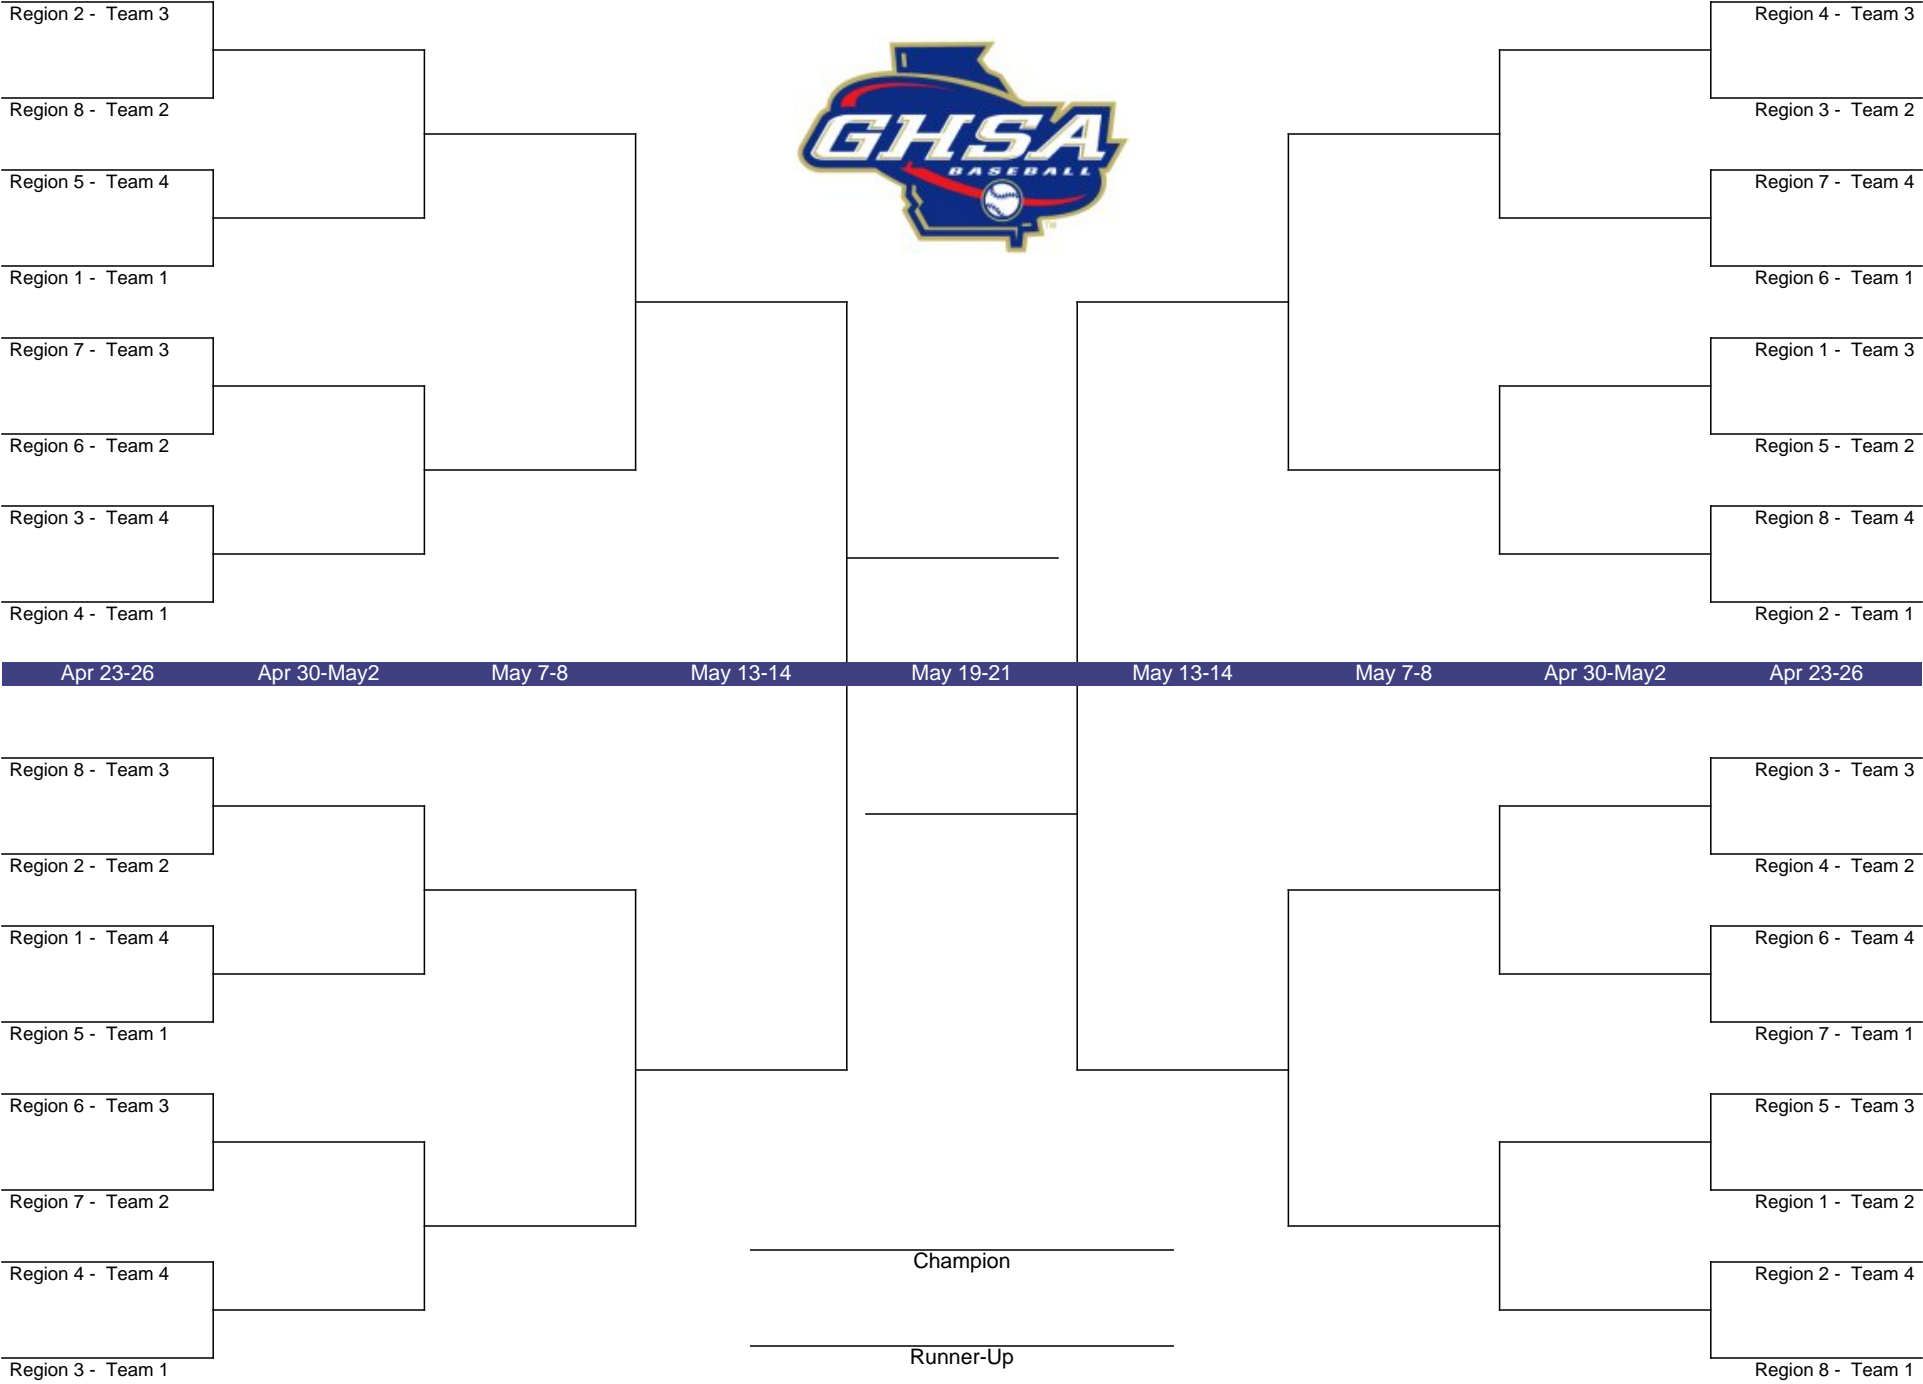 Region 2 - Team 3
Region 8 - Team 2
Region 5 - Team 4
Region 1 - Team 1
Region 7 - Team 3
Region 6 - Team 2
Region 3 - Team 4
Region 4 - Team 1
GHSA
BASEBALL
TM
Region 4 - Team 3
Region 3 - Team 2
Region 7 - Team 4
Region 6 - Team 1
Region 1 - Team 3
Region 5 - Team 2
Region 8 - Team 4
Region 2 - Team 1
Apr 23-26 Apr 30-May2 May 7-8 May 13-14 May 19-21 May 13-14 May 7-8 Apr 30-May2 Apr 23-26
Region 8 - Team 3
Region 2 - Team 2
Region 1 - Team 4
Region 5 - Team 1
Region 6 - Team 3
Region 7 - Team 2
Region 4 - Team 4
Region 3 - Team 1
Champion
Runner-Up
Region 3 - Team 3
Region 4 - Team 2
Region 6 - Team 4
Region 7 - Team 1
Region 5 - Team 3
Region 1 - Team 2
Region 2 - Team 4
Region 8 - Team 1